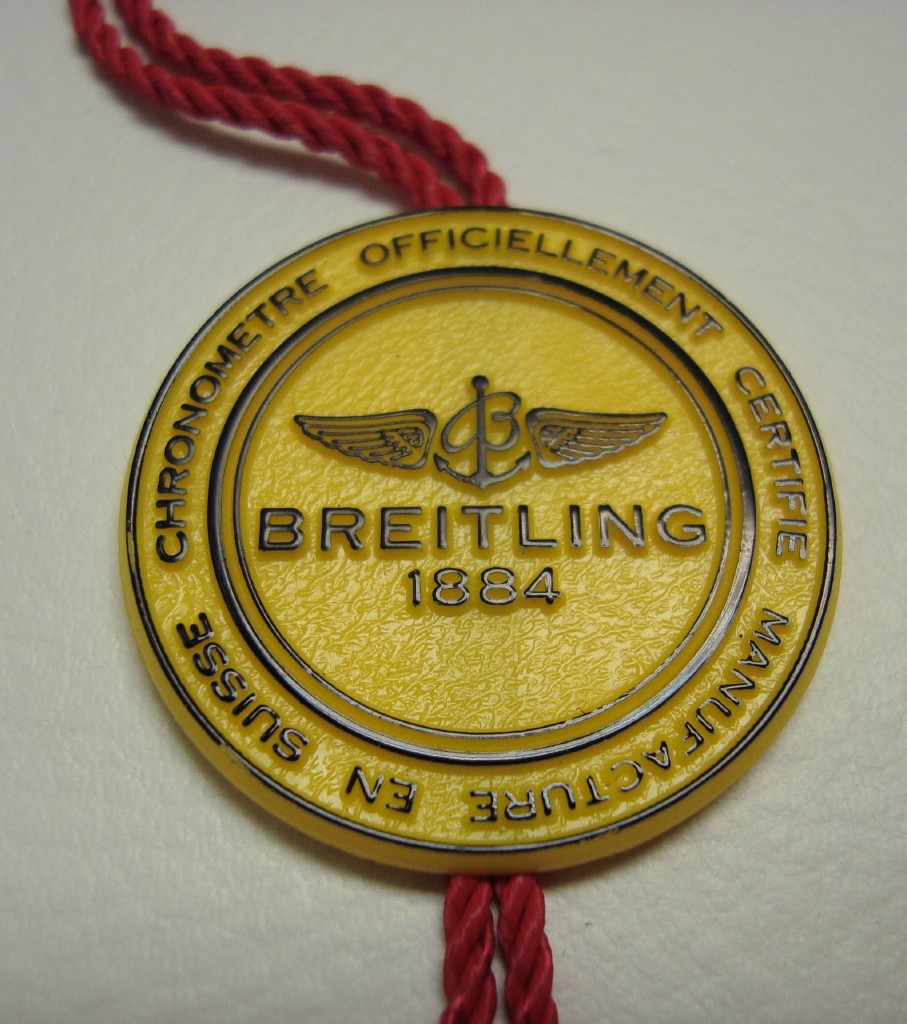 CHRONOMETRE OFFICIELLEMENT CERTIFIE MANUFACTURE EN SUISSE
B
BREITLING
1884